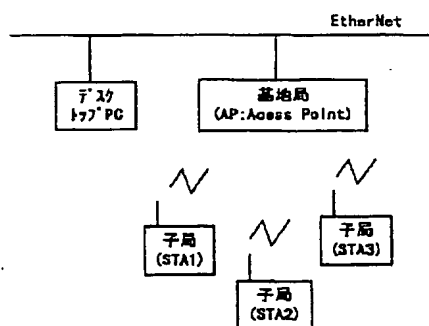 EtherNet
ﾃﾞｽｸ
ﾄｯﾌﾟPC
基地局
(AP:Acess Point)
子局
(STA1)
子局
(STA2)
子局
(STA3)